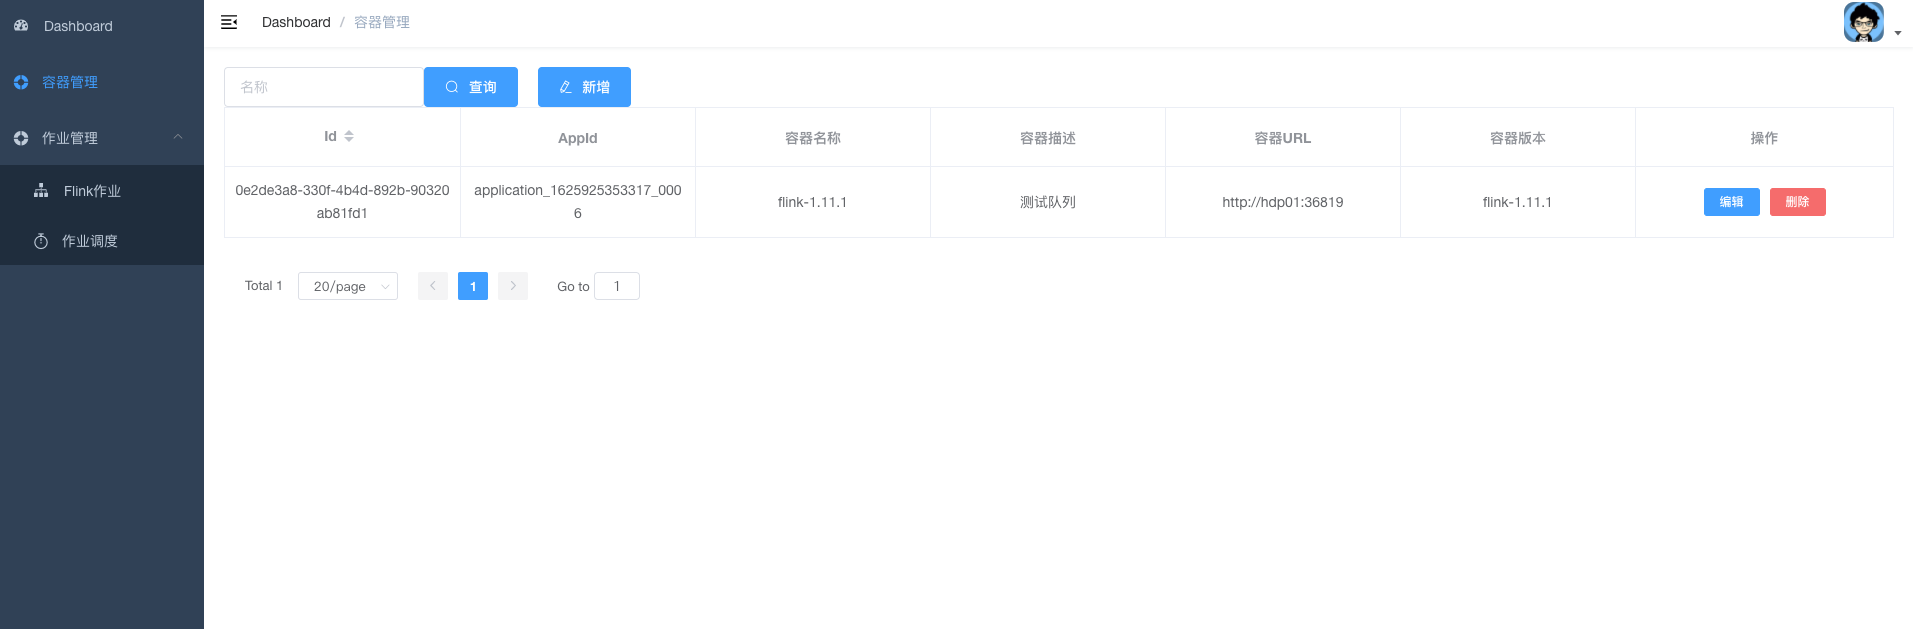 Dashboard
容器管理
作业管理
Flink作业
作业调度
Dashboard / 容器管理
名称
查询
新增
Id
AppId
容器名称
容器描述
容器URL
容器版本
操作
0e2de3a8-330f-4b4d-892b-90320
ab81fd1
application_1625925353317_000
6
flink-1.11.1
测试队列
http://hdp01:36819
flink-1.11.1
编辑
删除
Total 1
20/page
1
Go to
1